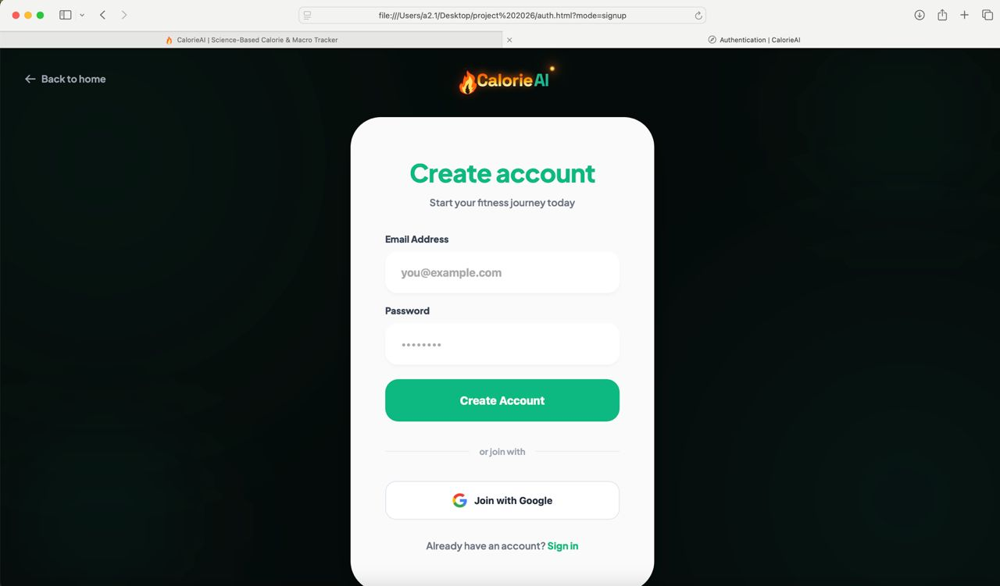 file:///Users/a2.1/Desktop/project%202026/auth.html?mode=signup
CalorieAI | Science-Based Calorie & Macro Tracker
Authentication | CalorieAI
Back to home
CalorieAI
Create account
Start your fitness journey today
Email Address
you@example.com
Password
••••••••
Create Account
or join with
Join with Google
Already have an account? Sign in